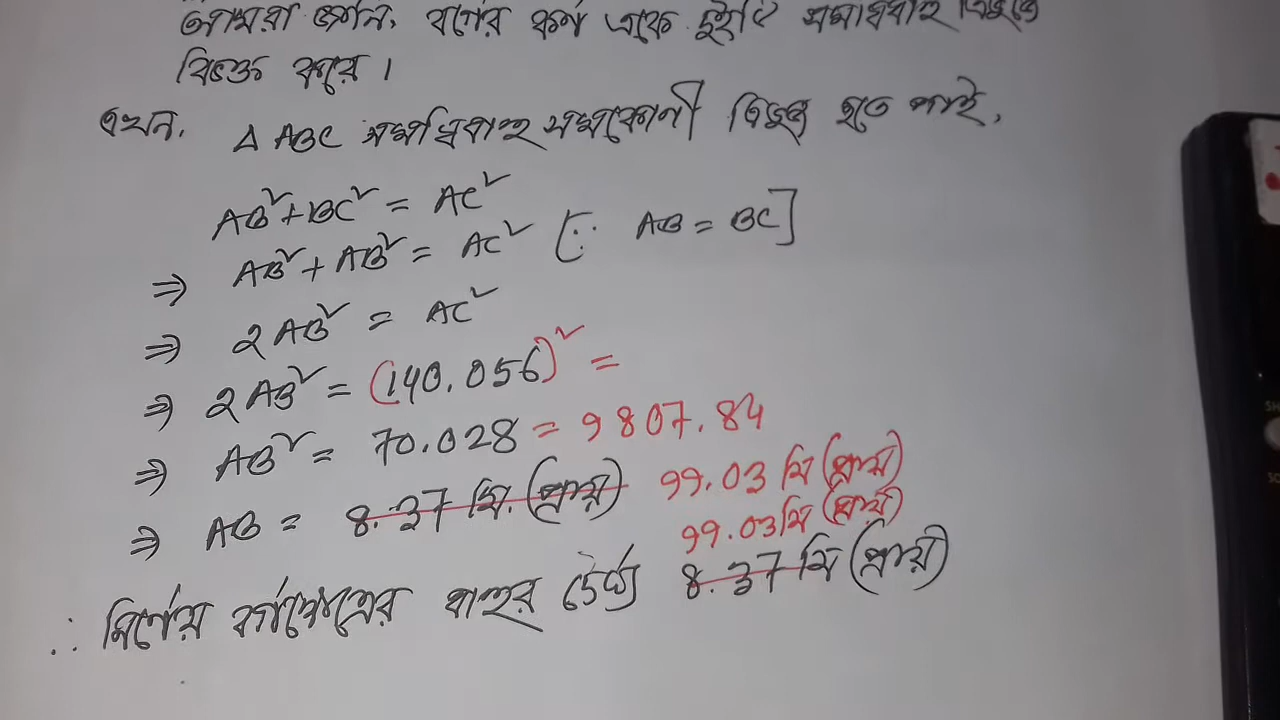 আমরা জানি, বর্গের কর্ণ একে দুইটি সমদ্বিবাহু ত্রিভুজে
বিভক্ত করে।
এখন, Δ ABC সমদ্বিবাহু সমকোনী ত্রিভুজ হতে পাই,
AB² + BC² = AC²
⇒ AB² + AB² = AC² [∵ AB = BC]
⇒ 2AB² = AC²
⇒ 2AB² = (140.056)² =
⇒ AB² = 70.028 = 9807.84
⇒ AB = 8.37 মি. (প্রায়) 99.03 মি (প্রায়)
99.03 মি (প্রায়)
∴ নির্ণেয় বর্গক্ষেত্রের বাহুর দৈর্ঘ্য 8.37 মি (প্রায়)